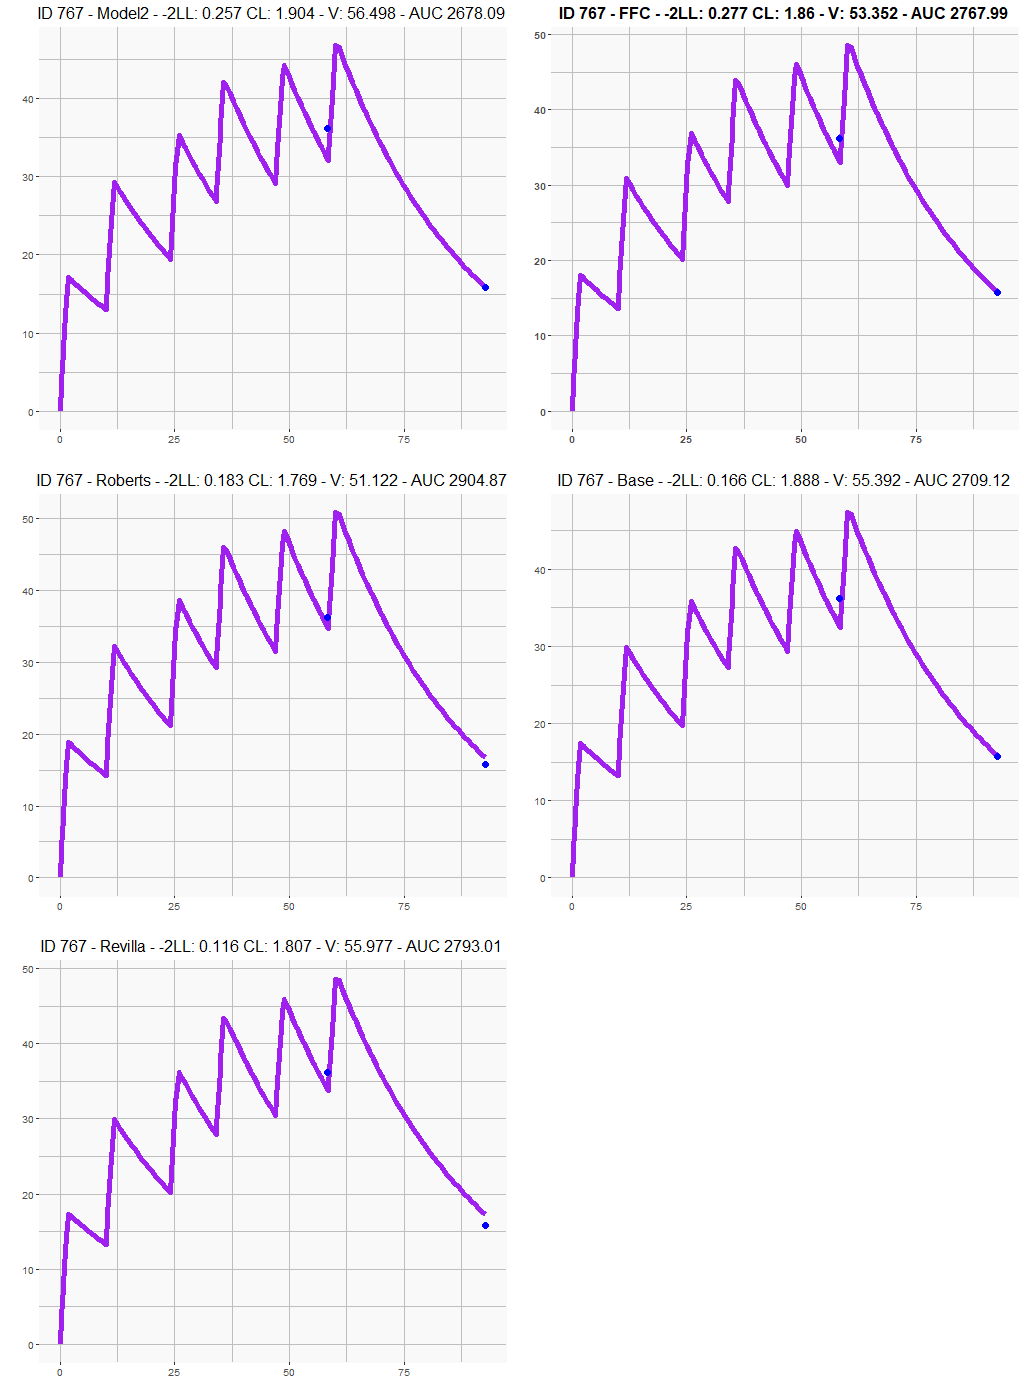 ID 767 - Model2 - -2LL: 0.257 CL: 1.904 - V: 56.498 - AUC 2678.09
40
30
20
10
0
0 25 50 75
ID 767 - FFC - -2LL: 0.277 CL: 1.86 - V: 53.352 - AUC 2767.99
50
40
30
20
10
0
0 25 50 75
ID 767 - Roberts - -2LL: 0.183 CL: 1.769 - V: 51.122 - AUC 2904.87
50
40
30
20
10
0
0 25 50 75
ID 767 - Base - -2LL: 0.166 CL: 1.888 - V: 55.392 - AUC 2709.12
40
30
20
10
0
0 25 50 75
ID 767 - Revilla - -2LL: 0.116 CL: 1.807 - V: 55.977 - AUC 2793.01
50
40
30
20
10
0
0 25 50 75